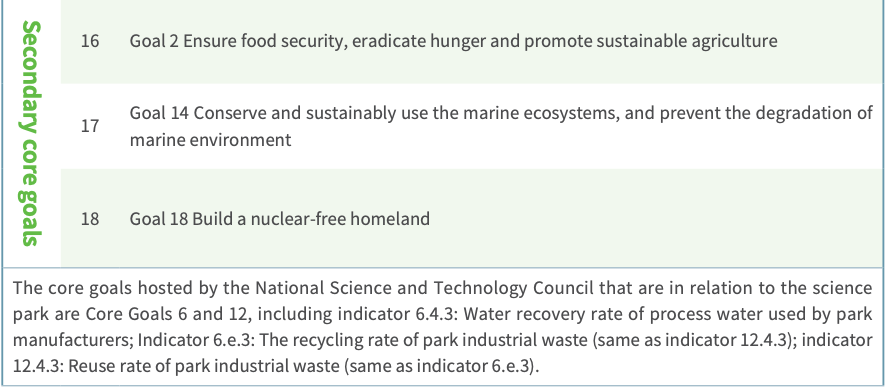 Secondary core goals
16 Goal 2 Ensure food security, eradicate hunger and promote sustainable agriculture
17 Goal 14 Conserve and sustainably use the marine ecosystems, and prevent the degradation of
marine environment
18 Goal 18 Build a nuclear-free homeland
The core goals hosted by the National Science and Technology Council that are in relation to the science
park are Core Goals 6 and 12, including indicator 6.4.3: Water recovery rate of process water used by park
manufacturers; Indicator 6.e.3: The recycling rate of park industrial waste (same as indicator 12.4.3); indicator
12.4.3: Reuse rate of park industrial waste (same as indicator 6.e.3).